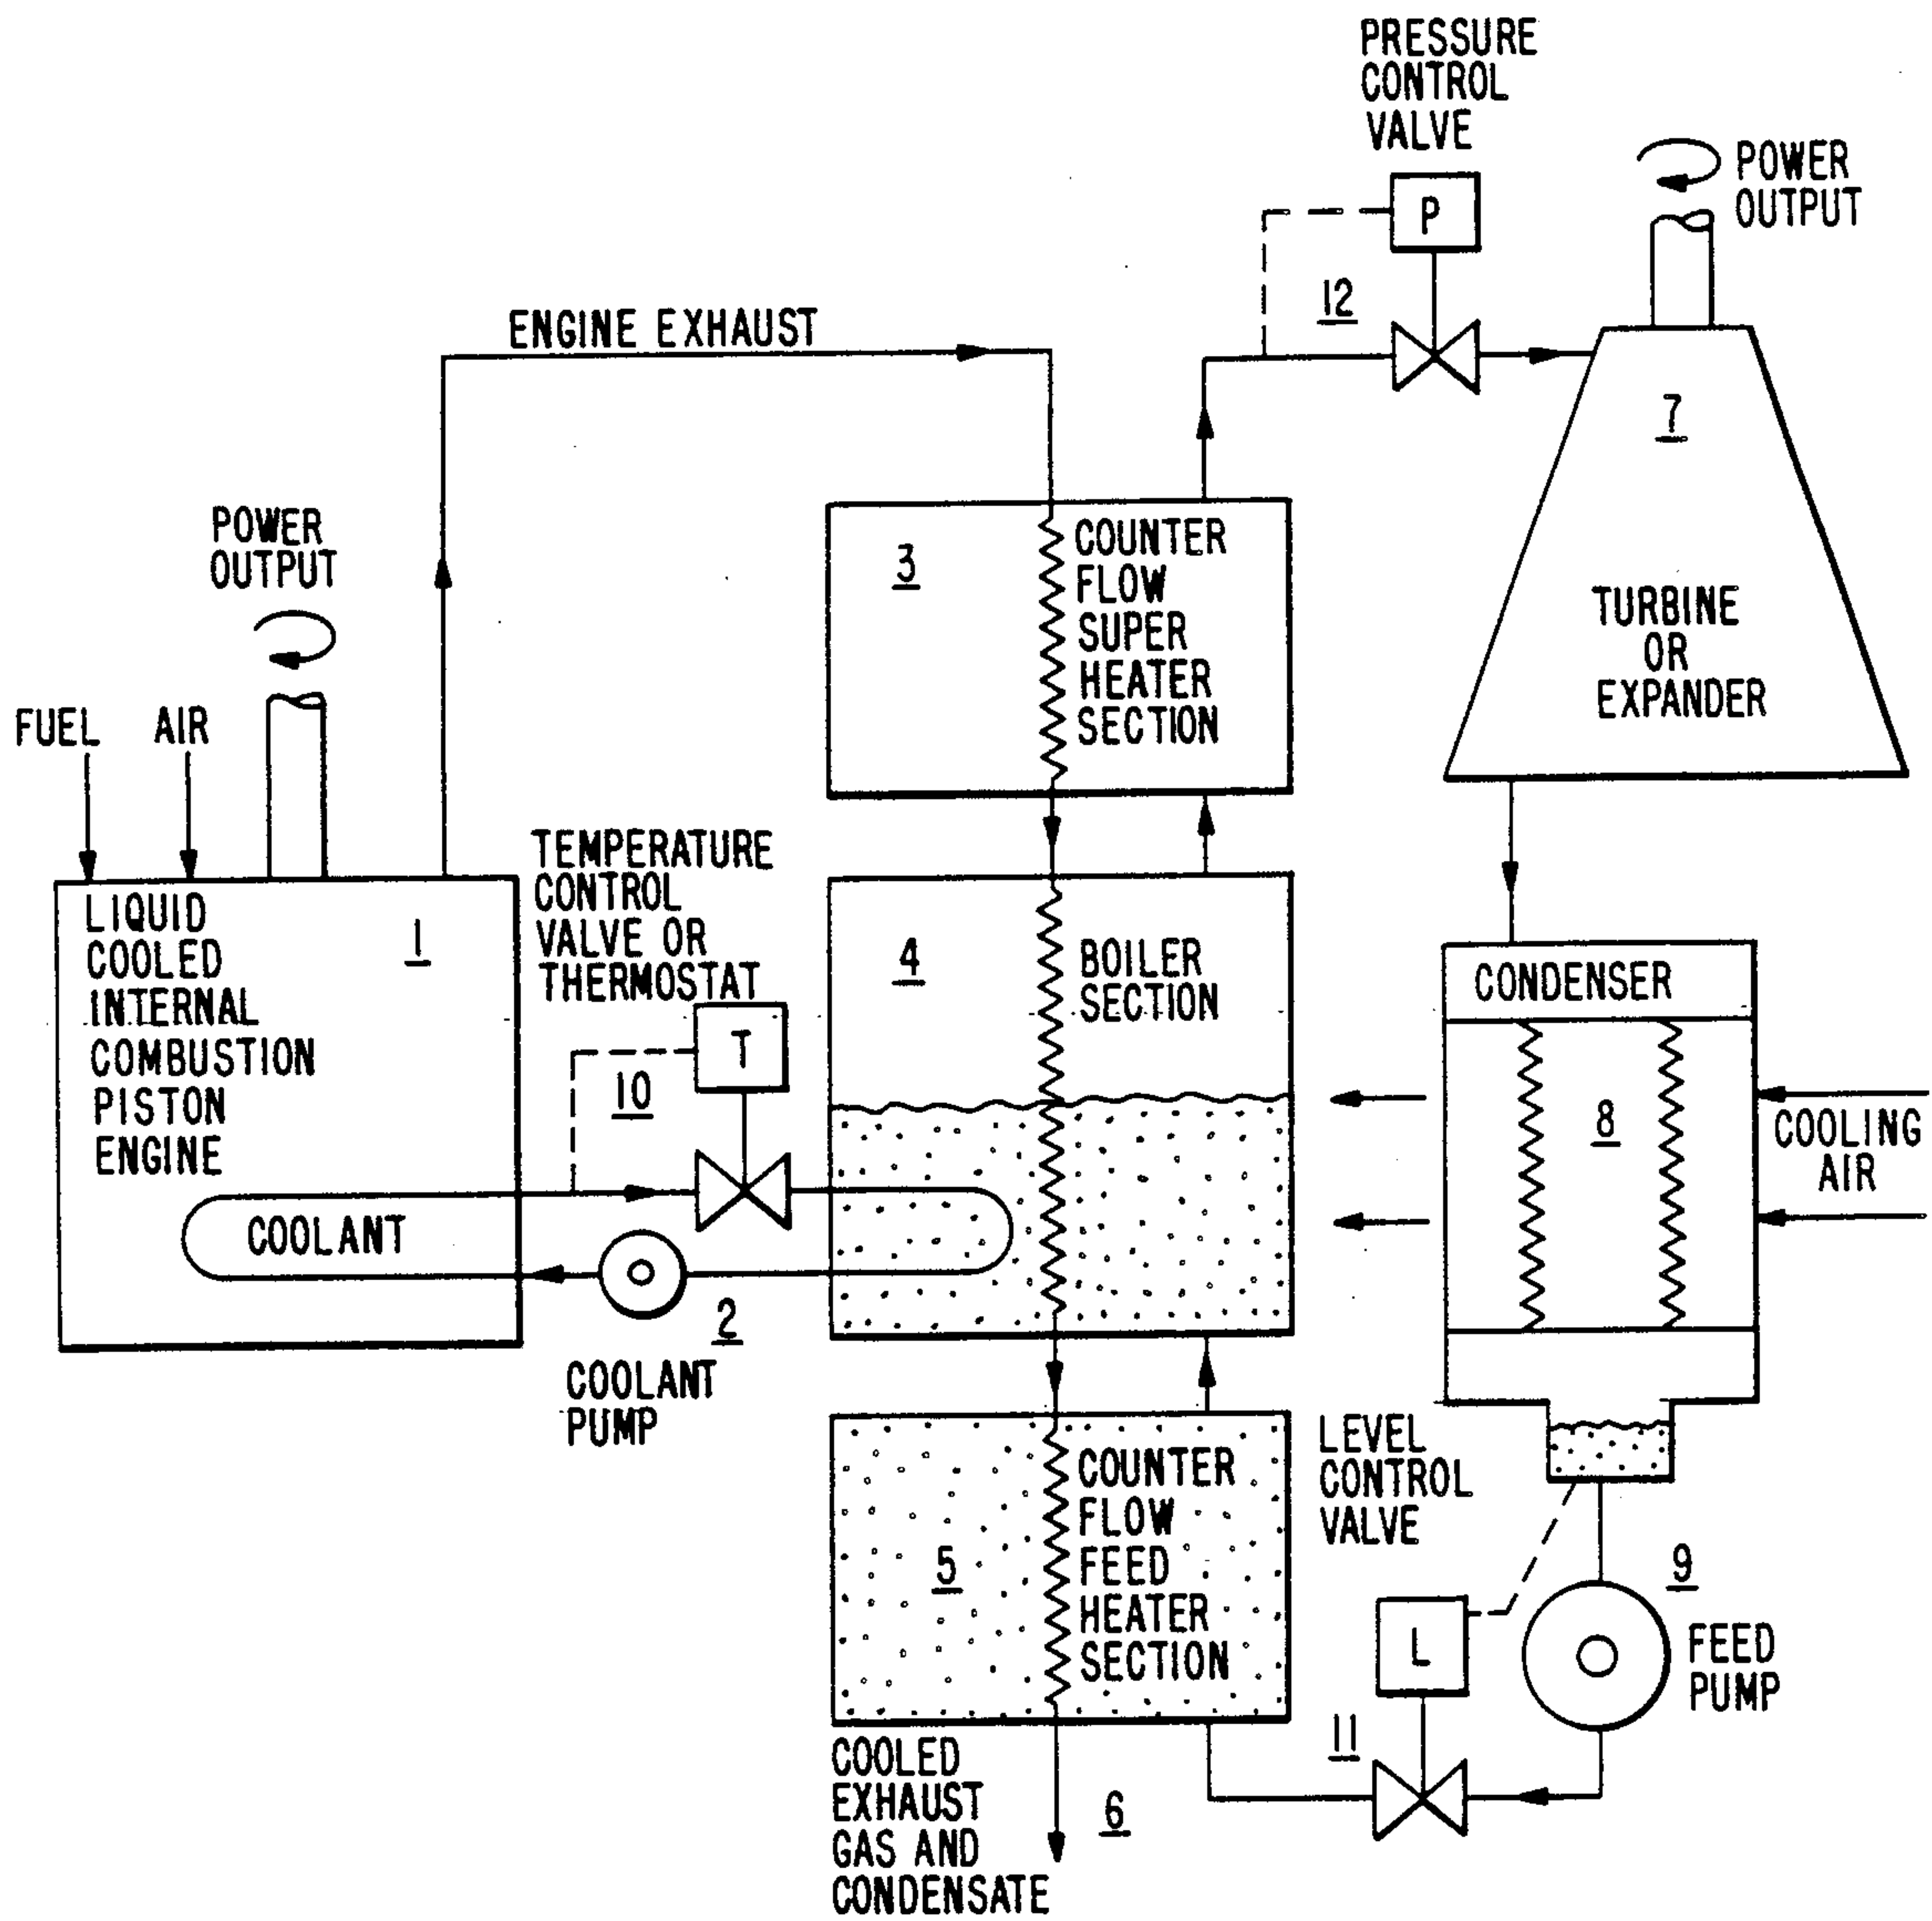 PRESSURE
CONTROL
VALVE
P
POWER
OUTPUT
12
ENGINE EXHAUST
7
TURBINE
OR
EXPANDER
POWER
OUTPUT
3
COUNTER
FLOW
SUPER
HEATER
SECTION
FUEL
AIR
LIQUID
COOLED
INTERNAL
COMBUSTION
PISTON
ENGINE
1
TEMPERATURE
CONTROL
VALVE OR
THERMOSTAT
T
10
4
BOILER
SECTION
CONDENSER
8
COOLING
AIR
COOLANT
2
COOLANT
PUMP
5
COUNTER
FLOW
FEED
HEATER
SECTION
LEVEL
CONTROL
VALVE
L
9
FEED
PUMP
11
COOLED
EXHAUST
GAS AND
CONDENSATE
6